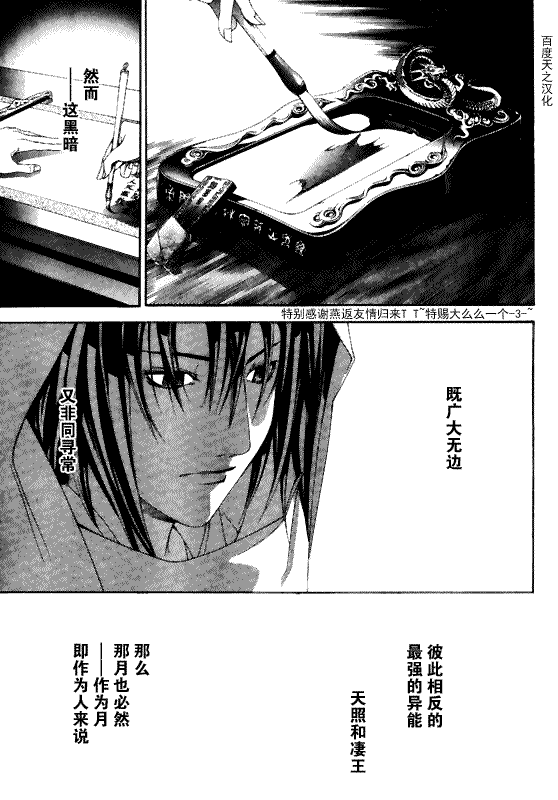 百度天之汉化
然而
——这黑暗
特别感谢燕返友情归来T T~特赐大么么一个-3-~
既广大无边
又非同寻常
彼此相反的
最强的异能
天照和凄王
那么
那月也必然
——作为月
即作为人来说